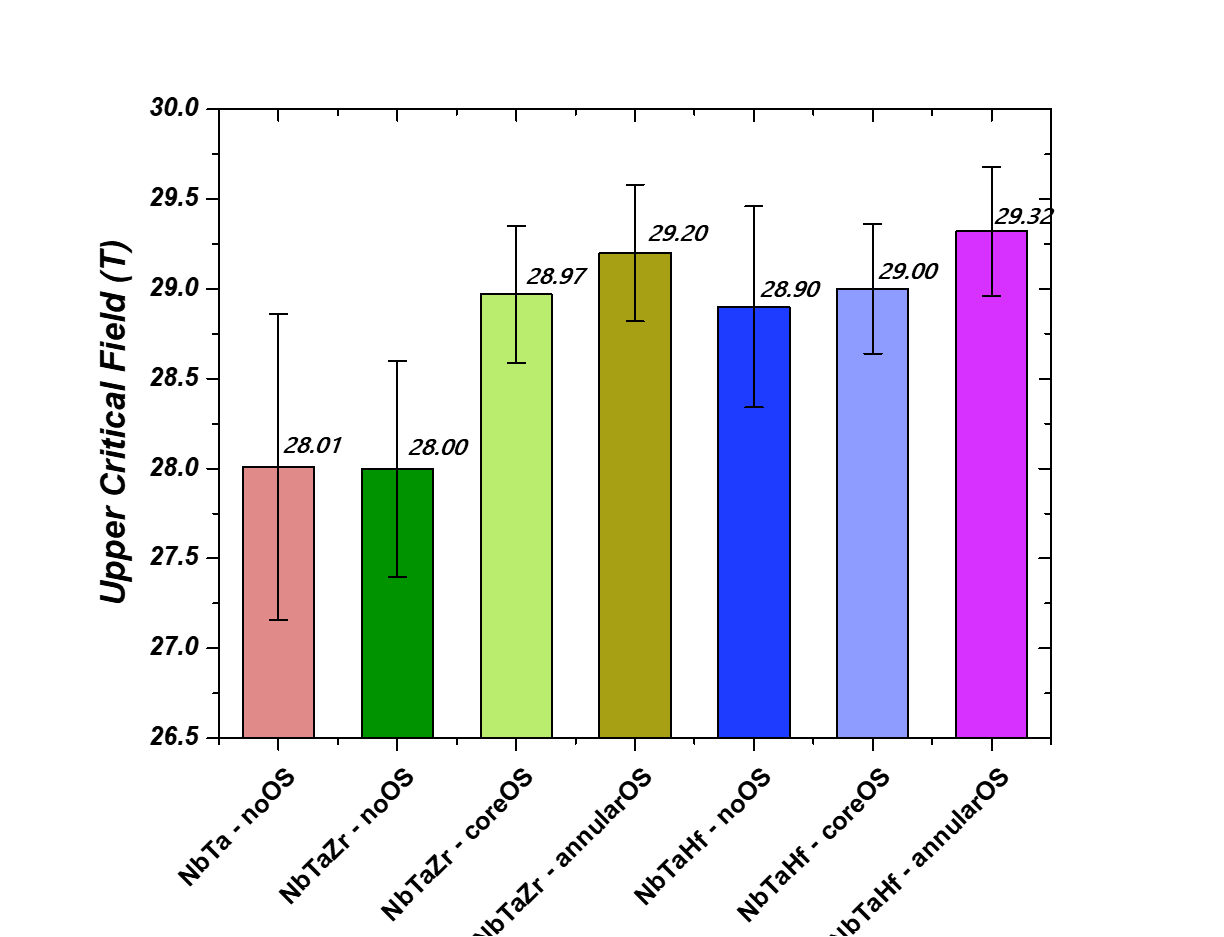 30.0
29.5
29.0
28.5
28.0
27.5
27.0
26.5
Upper Critical Field (T)
28.01
28.00
28.97
29.20
28.90
29.00
29.32
NbTa - noOS
NbTaZr - noOS
NbTaZr - coreOS
NbTaZr - annularOS
NbTaHf - noOS
NbTaHf - coreOS
NbTaHf - annularOS